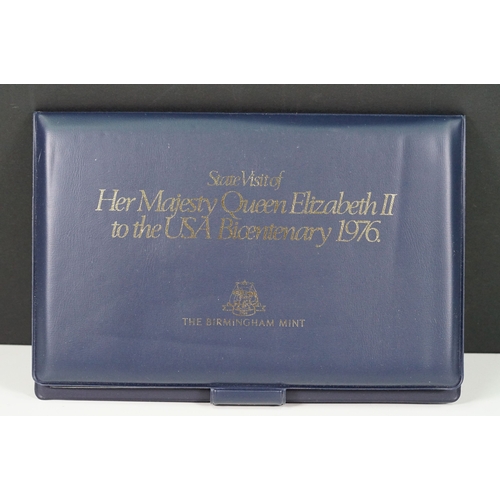 State Visit of
Her Majesty Queen Elizabeth II
to the USA Bicentenary 1976.
THE BIRMINGHAM MINT